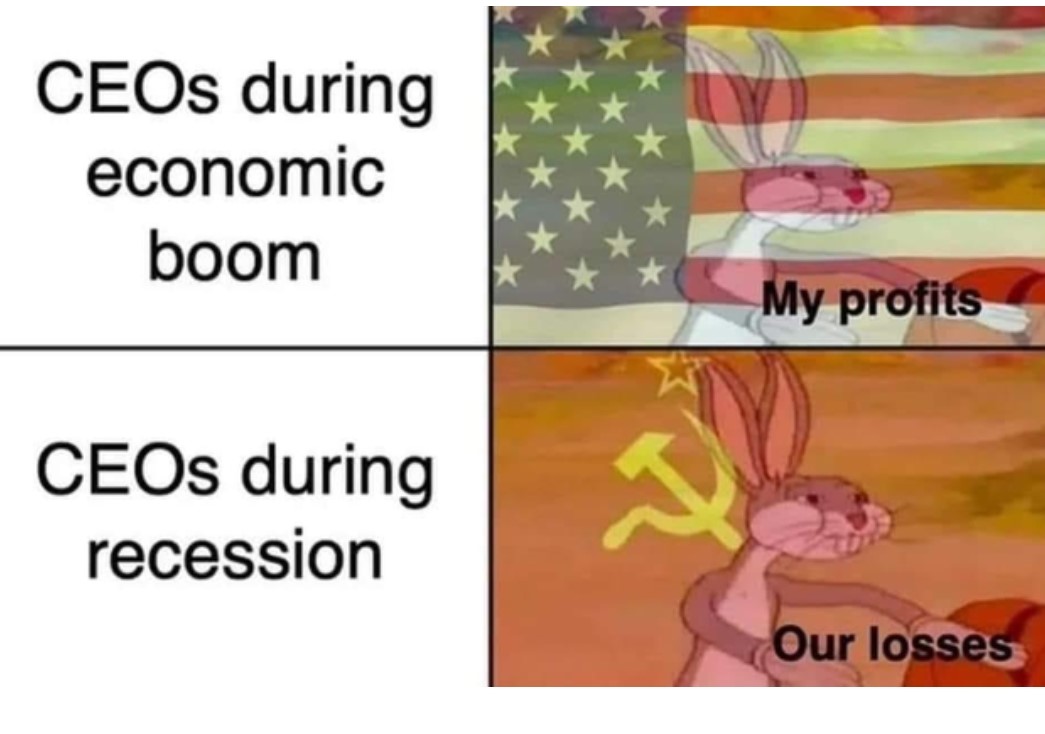 CEOs during
economic
boom
My profits
CEOs during
recession
Our losses